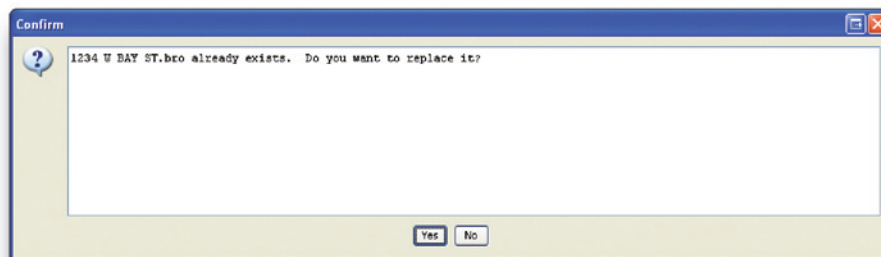 Confirm
1234 W BAY ST.bro already exists.  Do you want to replace it?
Yes No